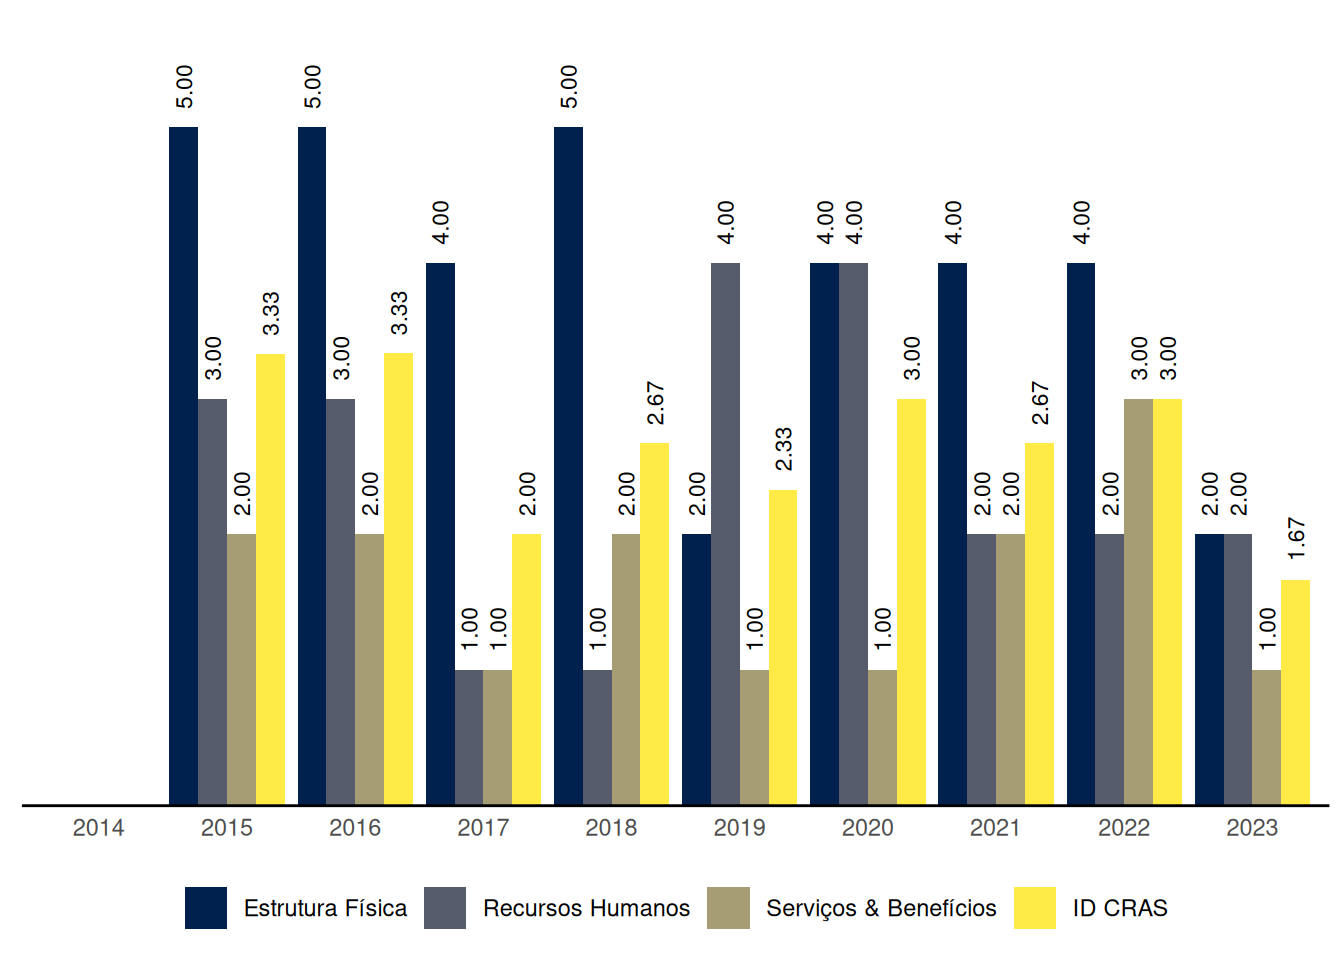 5.00 3.00 2.00 3.33 5.00 3.00 2.00 3.33 4.00 1.00 1.00 2.00 5.00 1.00 2.00 2.67 2.00 4.00 1.00 2.33 4.00 4.00 1.00 3.00 4.00 2.00 2.00 2.67 4.00 2.00 3.00 3.00 2.00 2.00 1.00 1.67
2014 2015 2016 2017 2018 2019 2020 2021 2022 2023
Estrutura Física Recursos Humanos Serviços & Benefícios ID CRAS